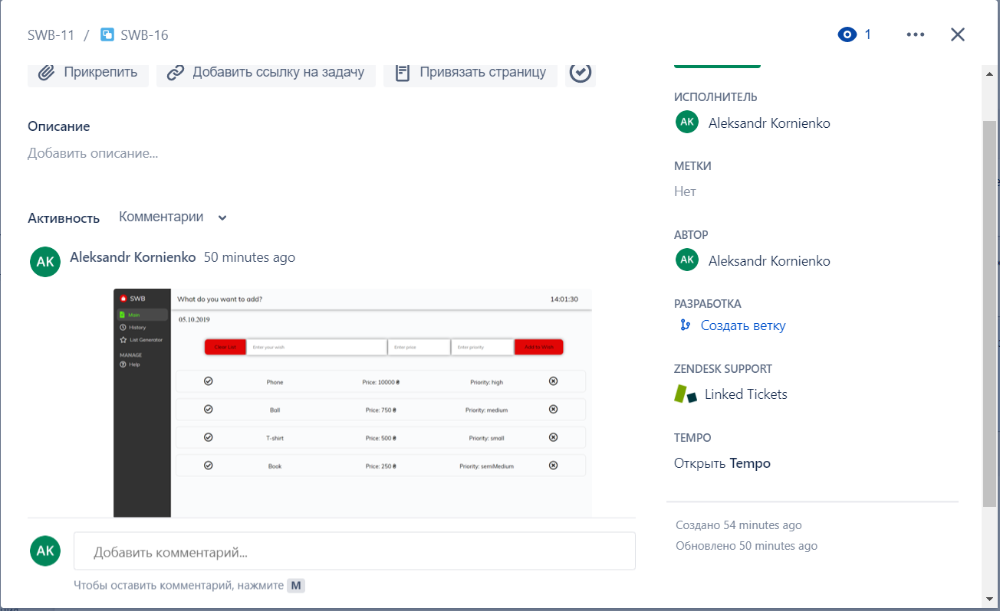 SWB-11 / SWB-16
1
Прикрепить
Добавить ссылку на задачу
Привязать страницу
Описание
Добавить описание...
Активность Комментарии
AK Aleksandr Kornienko 50 minutes ago
SWB
What do you want to add?
14:01:30
Main
History
List Generator
MANAGE
Help
05.10.2019
Clear List
Enter your wish
Enter price
Enter priority
Add to Wish
Phone Price: 10000 ₴ Priority: high
Ball Price: 750 ₴ Priority: medium
T-shirt Price: 500 ₴ Priority: small
Book Price: 250 ₴ Priority: semiMedium
AK Добавить комментарий...
Чтобы оставить комментарий, нажмите M
ИСПОЛНИТЕЛЬ
AK Aleksandr Kornienko
МЕТКИ
Нет
АВТОР
AK Aleksandr Kornienko
РАЗРАБОТКА
Создать ветку
ZENDESK SUPPORT
Linked Tickets
TEMPO
Открыть Tempo
Создано 54 minutes ago
Обновлено 50 minutes ago